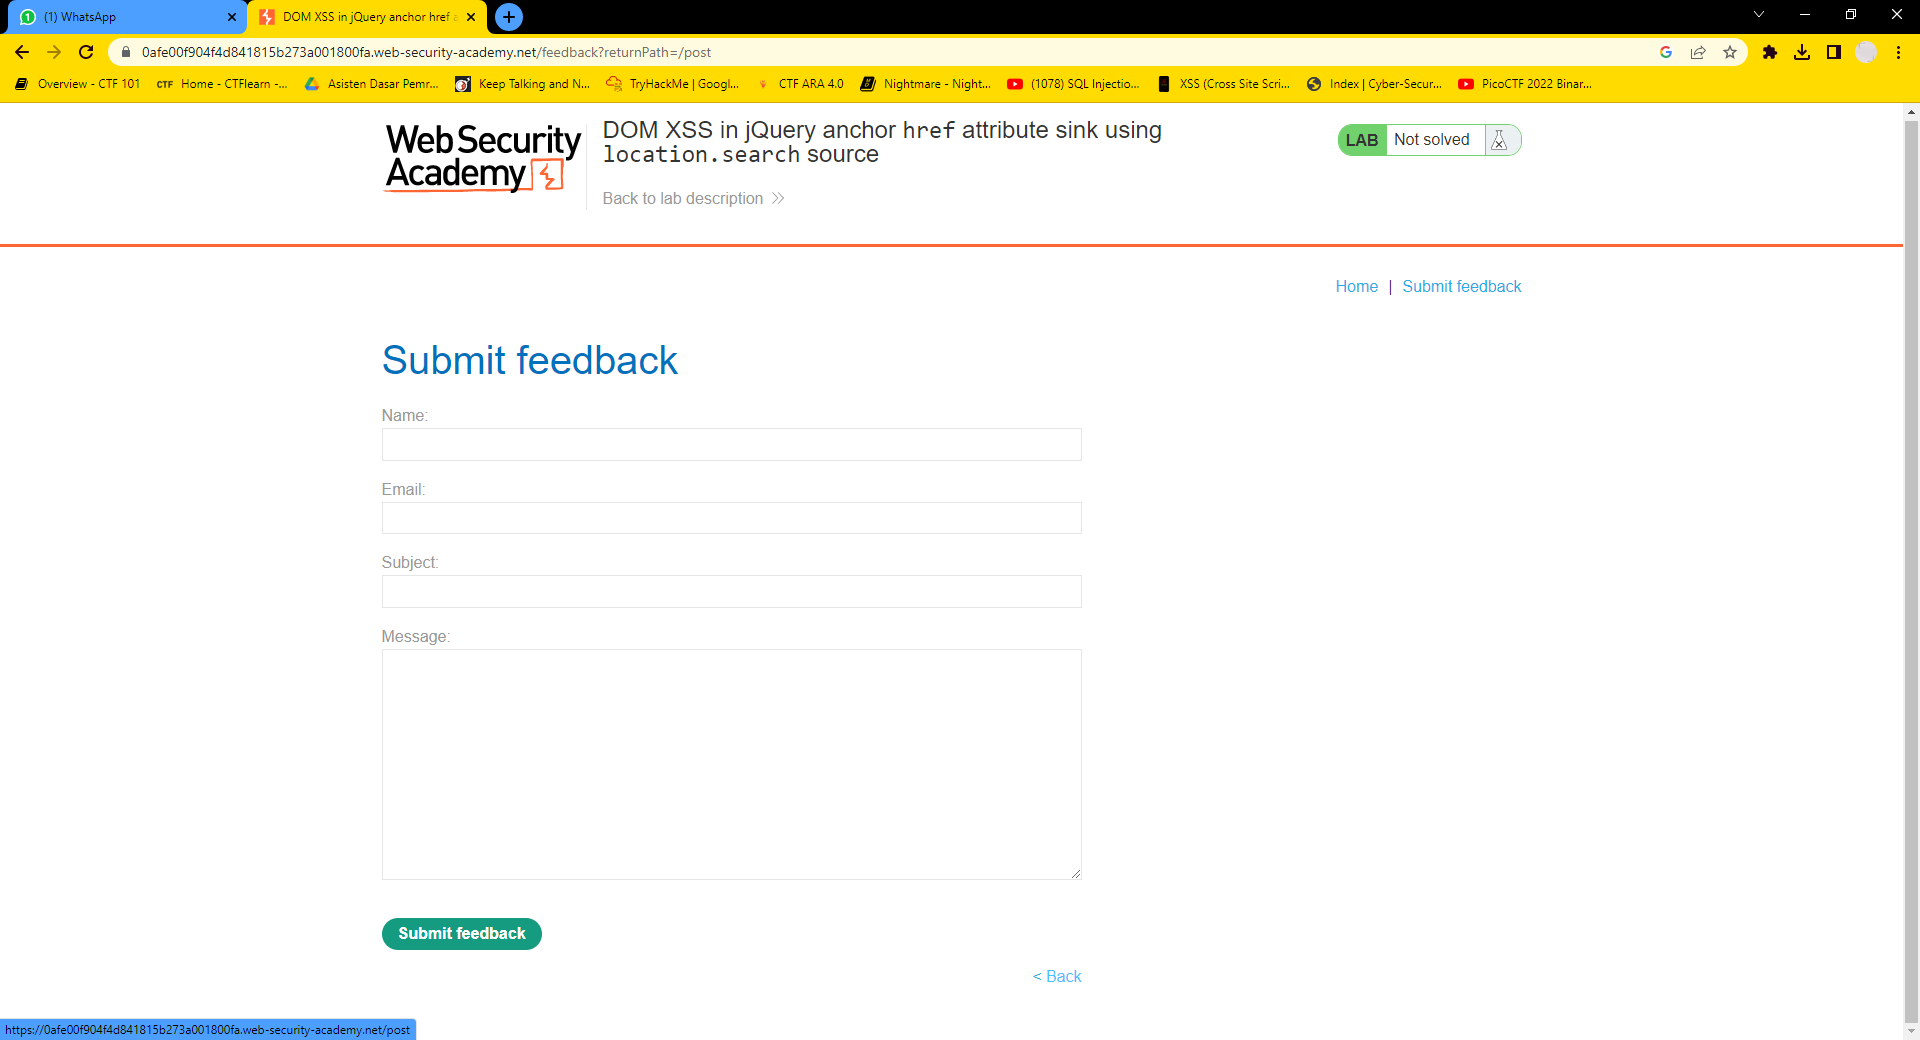 (1) WhatsApp
DOM XSS in jQuery anchor href a
0afe00f904f4d841815b273a001800fa.web-security-academy.net/feedback?returnPath=/post
Overview - CTF 101
CTF Home - CTFlearn -...
Asisten Dasar Pemr...
Keep Talking and N...
TryHackMe | Googl...
CTF ARA 4.0
Nightmare - Night...
(1078) SQL Injectio...
XSS (Cross Site Scri...
Index | Cyber-Secur...
PicoCTF 2022 Binar...
WebSecurity
Academy
DOM XSS in jQuery anchor href attribute sink using
location.search source
Back to lab description
LAB Not solved
Home | Submit feedback
Submit feedback
Name:
Email:
Subject:
Message:
Submit feedback
< Back
https://0afe00f904f4d841815b273a001800fa.web-security-academy.net/post